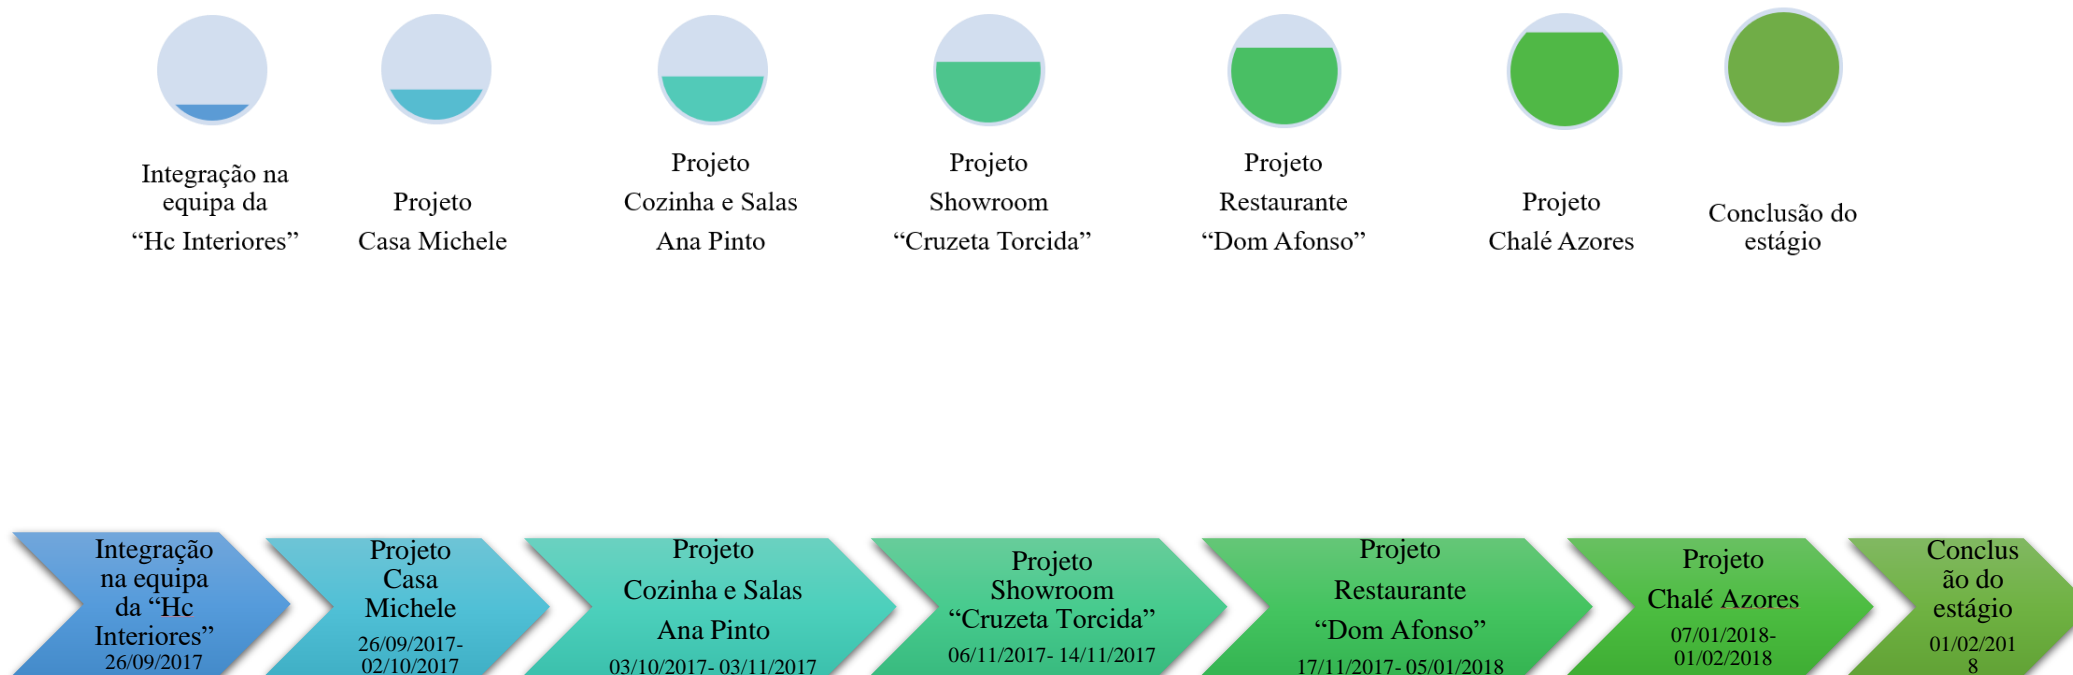 Integração na
equipa da
“Hc Interiores”
Projeto
Casa Michele
Projeto
Cozinha e Salas
Ana Pinto
Projeto
Showroom
“Cruzeta Torcida”
Projeto
Restaurante
“Dom Afonso”
Projeto
Chalé Azores
Conclusão do
estágio
Integração
na equipa
da “Hc
Interiores”
26/09/2017
Projeto
Casa
Michele
26/09/2017-
02/10/2017
Projeto
Cozinha e Salas
Ana Pinto
03/10/2017- 03/11/2017
Projeto
Showroom
“Cruzeta Torcida”
06/11/2017- 14/11/2017
Projeto
Restaurante
“Dom Afonso”
17/11/2017- 05/01/2018
Projeto
Chalé Azores
07/01/2018-
01/02/2018
Conclus
ão do
estágio
01/02/201
8